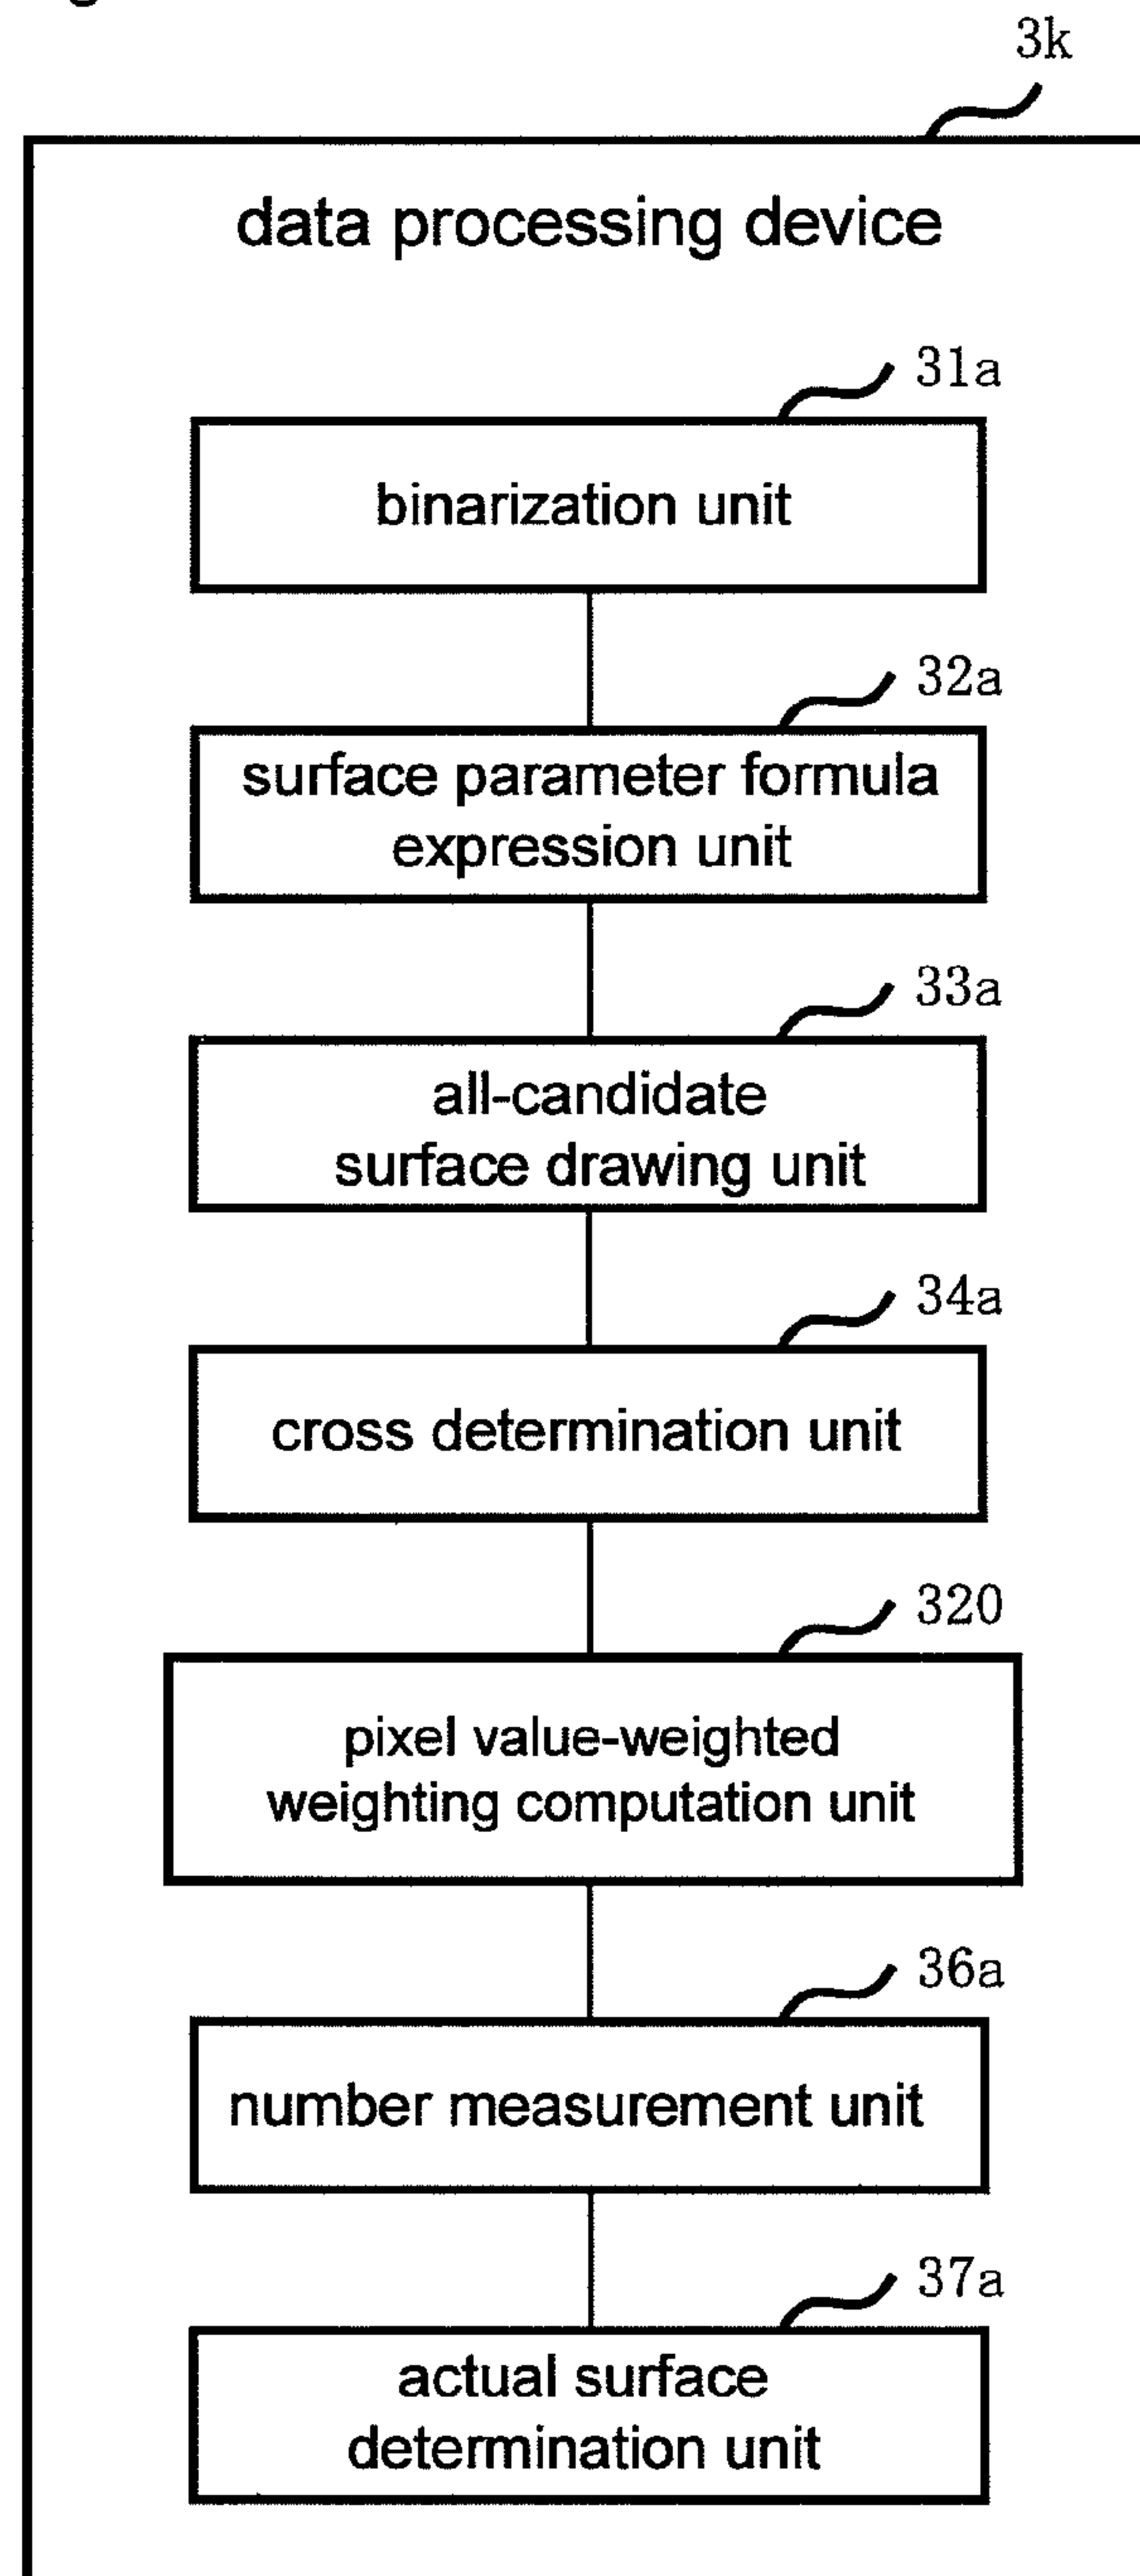 3k
data processing device
31a
binarization unit
32a
surface parameter formula
expression unit
33a
all-candidate
surface drawing unit
34a
cross determination unit
320
pixel value-weighted
weighting computation unit
36a
number measurement unit
37a
actual surface
determination unit